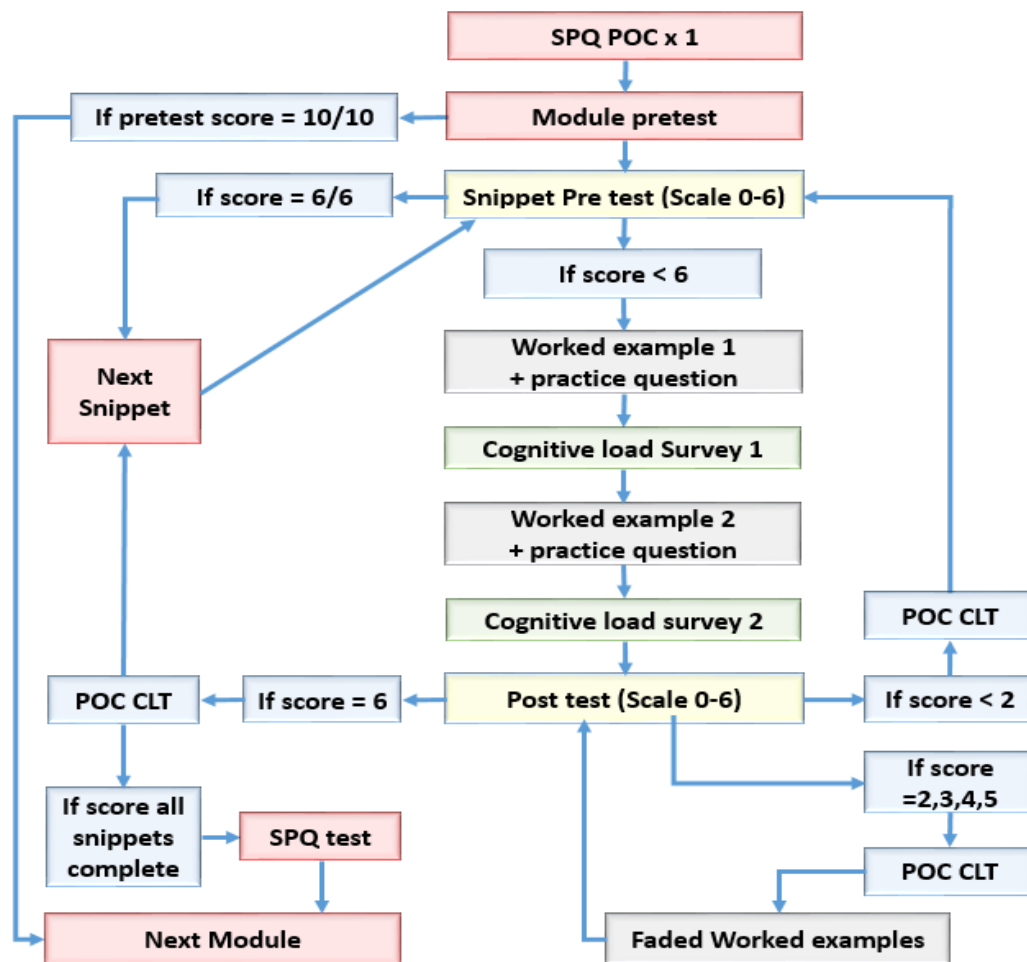 SPQ POC x 1
If pretest score = 10/10
Module pretest
If score = 6/6
Snippet Pre test (Scale 0-6)
If score < 6
Worked example 1
+ practice question
Next
Snippet
Cognitive load Survey 1
Worked example 2
+ practice question
Cognitive load survey 2
POC CLT
POC CLT
If score = 6
Post test (Scale 0-6)
If score < 2
If score
=2,3,4,5
If score all
snippets
complete
SPQ test
POC CLT
Next Module
Faded Worked examples